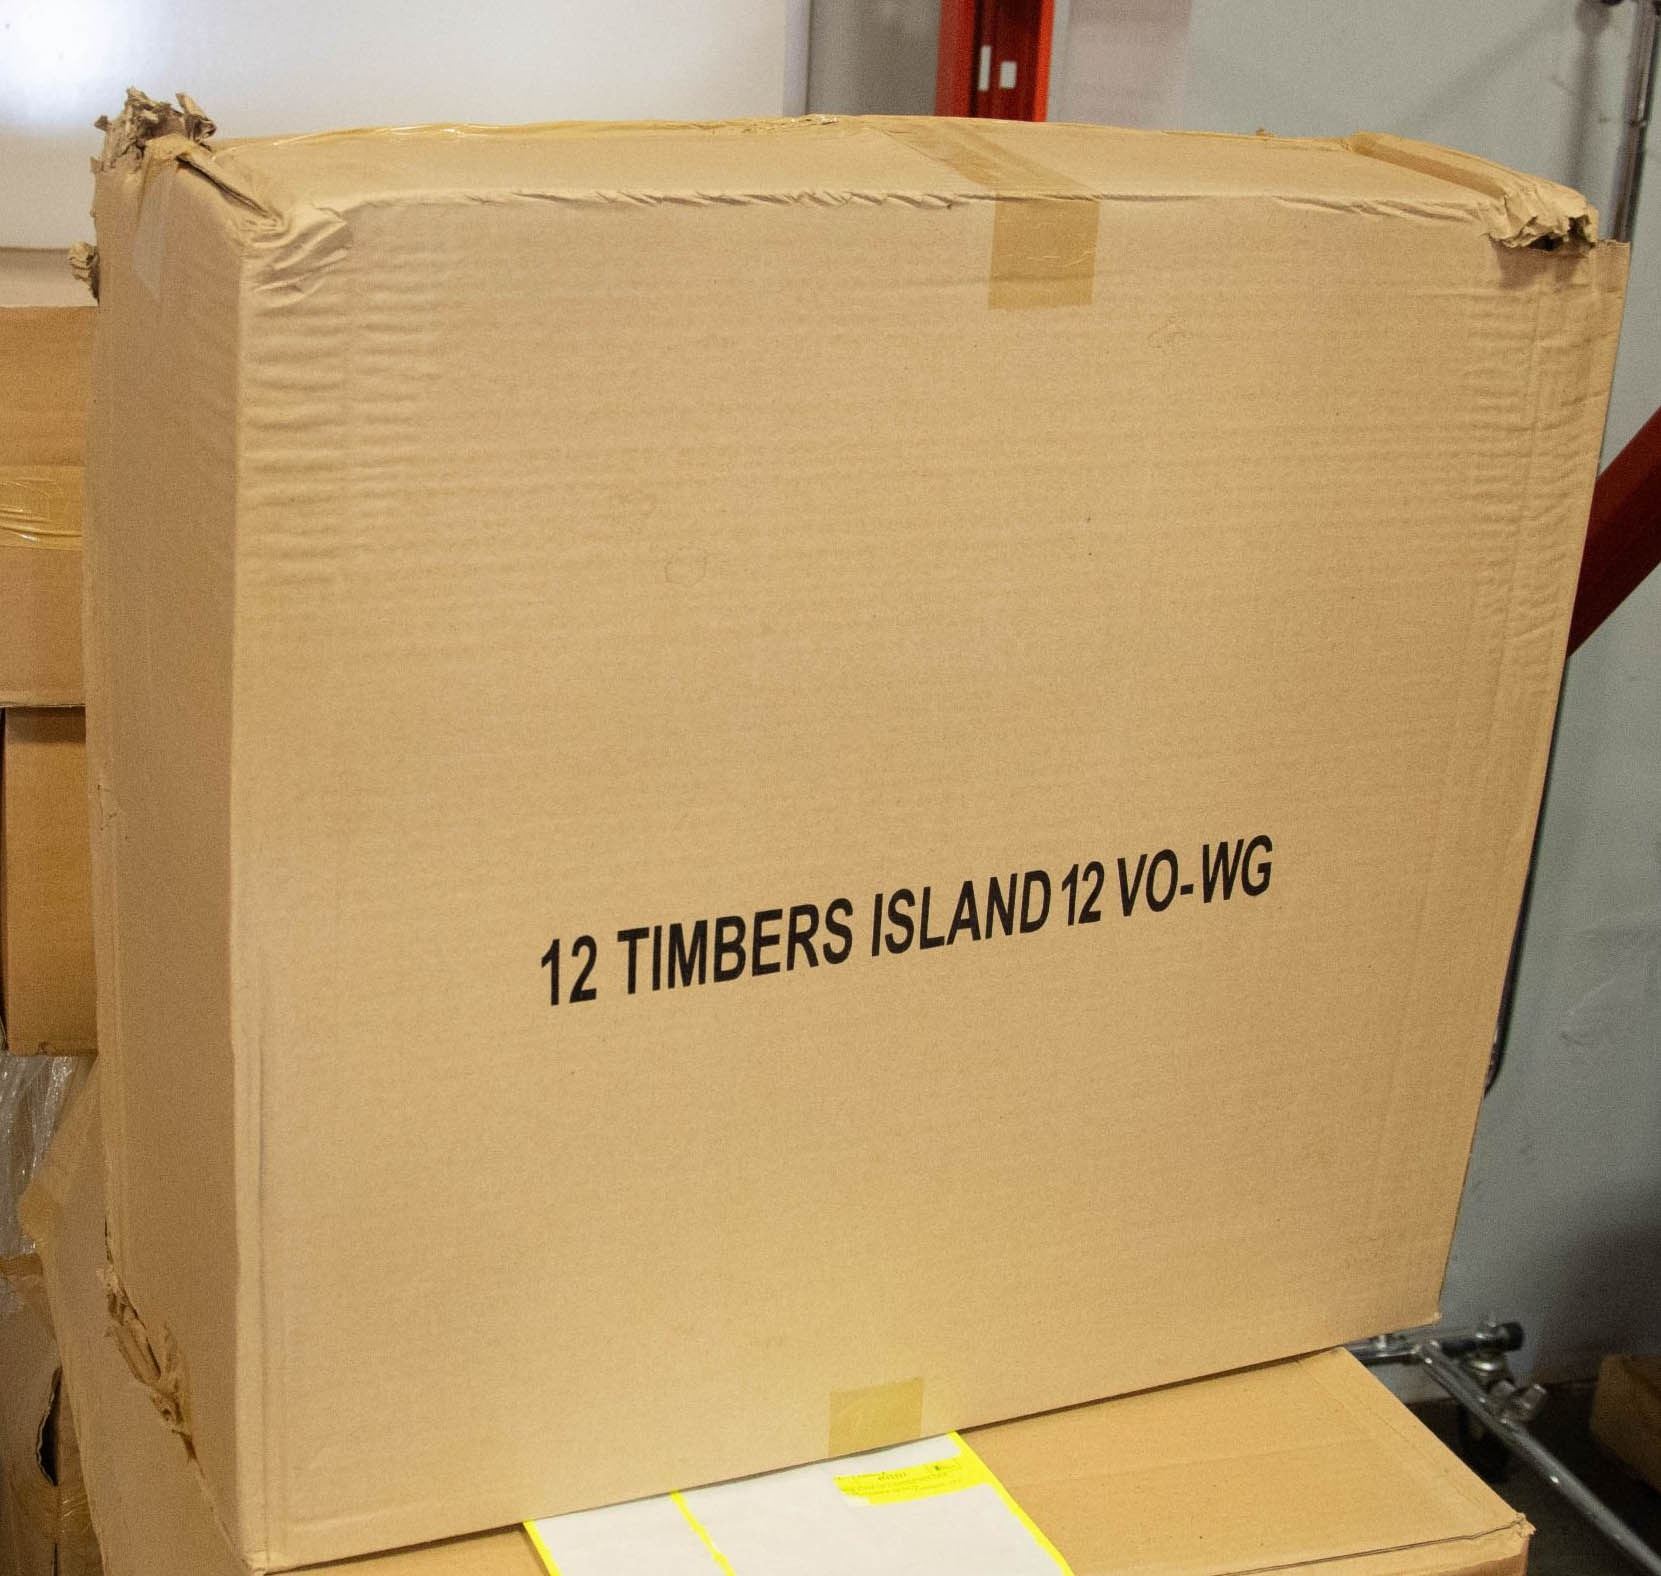 12 TIMBERS ISLAND 12 VO-WG